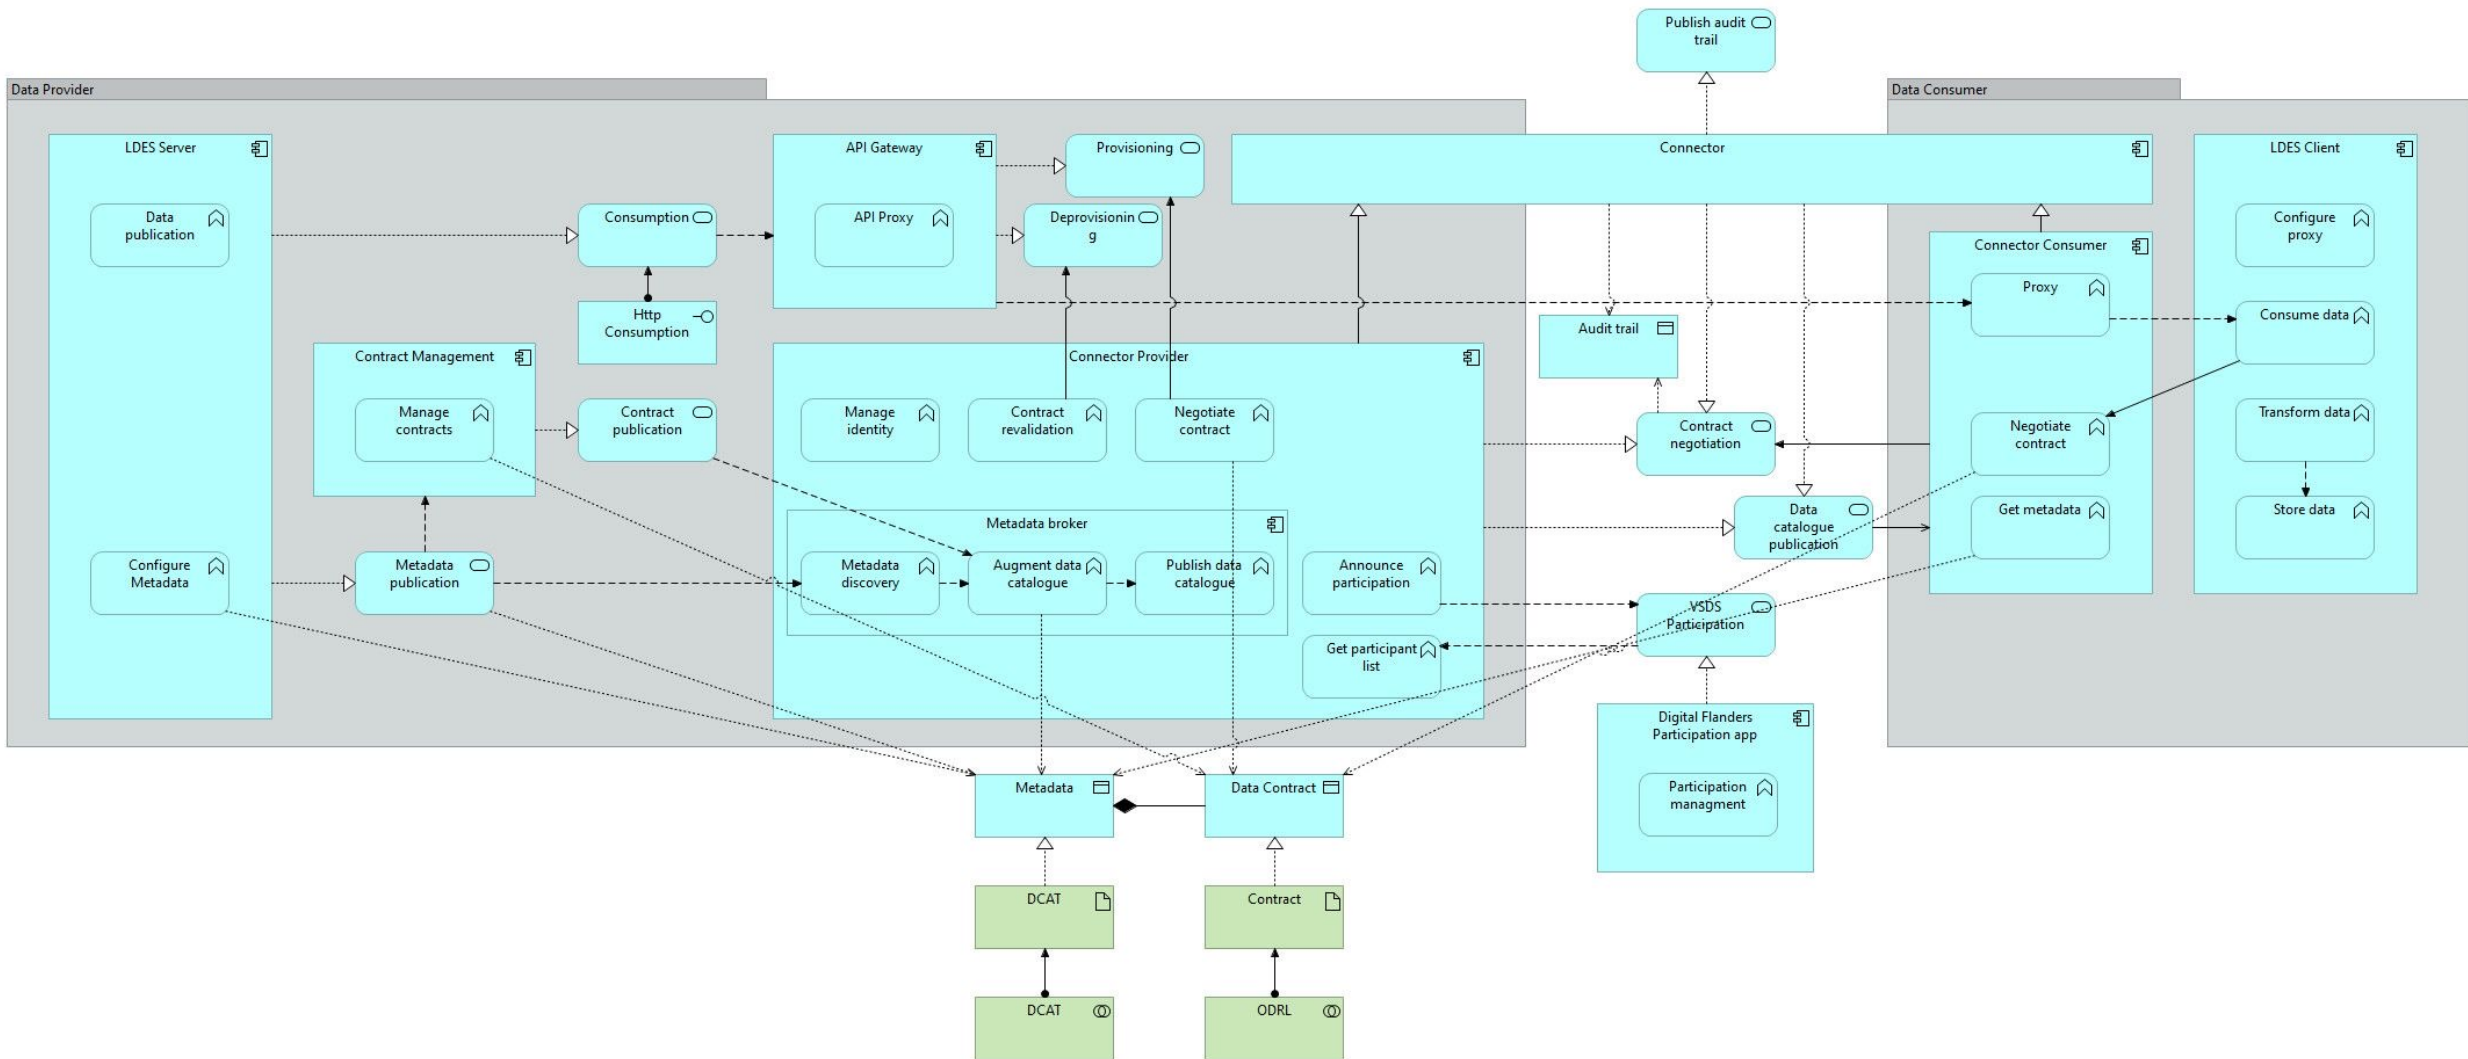 Publish audit
trail
Data Provider
Data Consumer
LDES Server
API Gateway
Provisioning
Connector
LDES Client
Data
publication
Consumption
API Proxy
Deprovisionin
g
Configure
proxy
Connector Consumer
Proxy
Http
Consumption
Audit trail
Consume data
Contract Management
Connector Provider
Manage
contracts
Contract
publication
Manage
identity
Contract
revalidation
Negotiate
contract
Contract
negotiation
Negotiate
contract
Transform data
Metadata broker
Data
catalogue
publication
Get metadata
Store data
Configure
Metadata
Metadata
publication
Metadata
discovery
Augment data
catalogue
Publish data
catalogue
Announce
participation
VSDS
Participation
Get participant
list
Digital Flanders
Participation app
Metadata
Data Contract
Participation
managment
DCAT
Contract
DCAT
ODRL